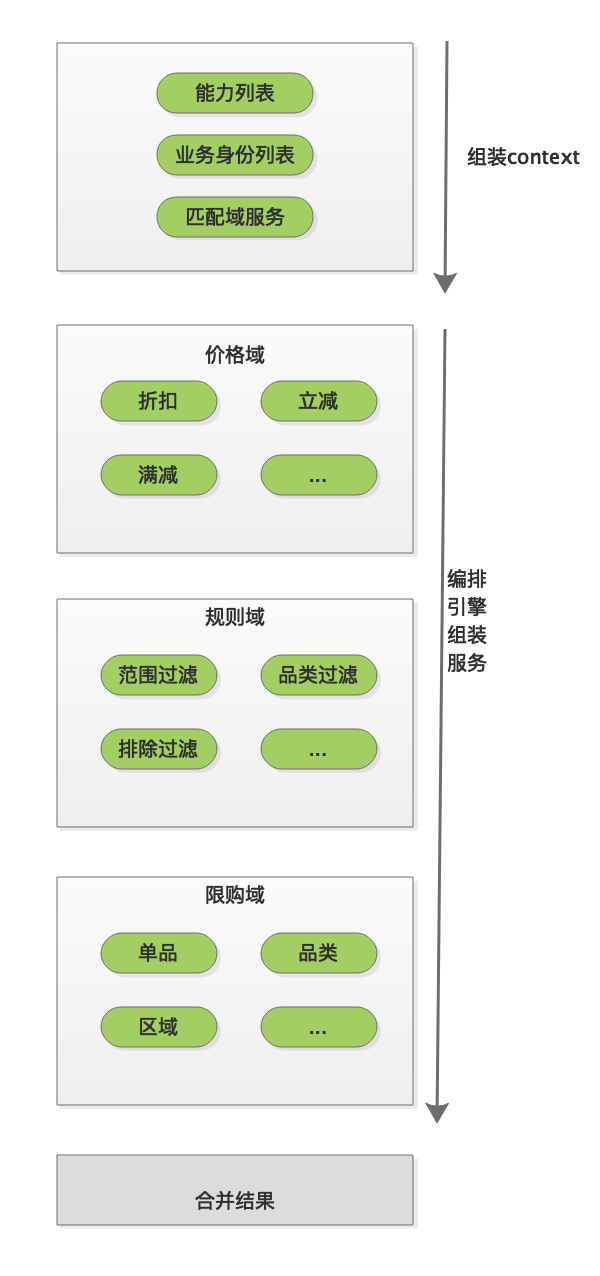 能力列表
业务身份列表
匹配域服务
组装context
价格域
折扣
立减
满减
...
编排
引擎
组装
服务
规则域
范围过滤
品类过滤
排除过滤
...
限购域
单品
品类
区域
...
合并结果